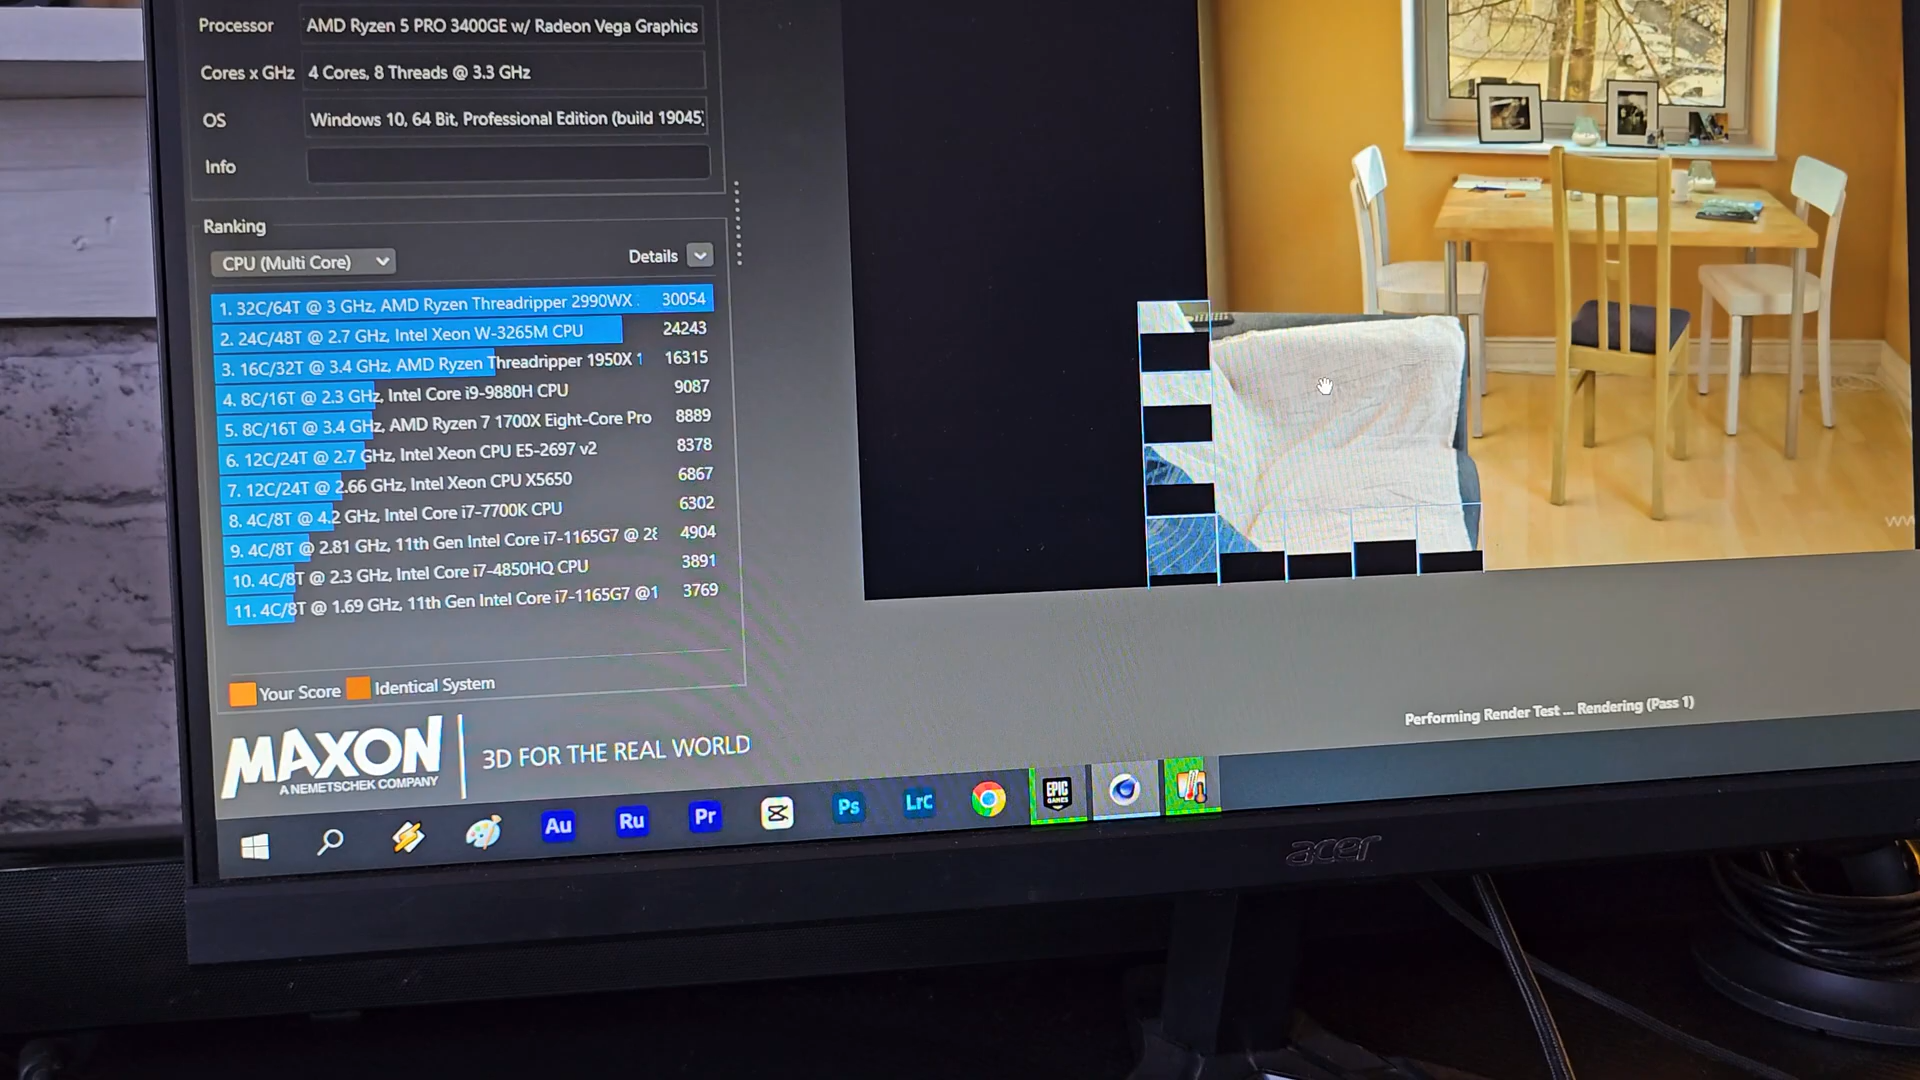 Processor AMD Ryzen 5 PRO 3400GE w/ Radeon Vega Graphics
Cores x GHz 4 Cores, 8 Threads @ 3.3 GHz
OS Windows 10, 64 Bit, Professional Edition (build 19045)
Info
Ranking
CPU (Multi Core) Details
1. 32C/64T @ 3 GHz, AMD Ryzen Threadripper 2990WX 30054
2. 24C/48T @ 2.7 GHz, Intel Xeon W-3265M CPU 24243
3. 16C/32T @ 3.4 GHz, AMD Ryzen Threadripper 1950X 1 16315
4. 8C/16T @ 2.3 GHz, Intel Core i9-9880H CPU 9087
5. 8C/16T @ 3.4 GHz, AMD Ryzen 7 1700X Eight-Core Pro 8889
6. 12C/24T @ 2.7 GHz, Intel Xeon CPU E5-2697 v2 8378
7. 12C/24T @ 2.66 GHz, Intel Xeon CPU X5650 6867
8. 4C/8T @ 4.2 GHz, Intel Core i7-7700K CPU 6302
9. 4C/8T @ 2.81 GHz, 11th Gen Intel Core i7-1165G7 @ 28 4904
10. 4C/8T @ 2.3 GHz, Intel Core i7-4850HQ CPU 3891
11. 4C/8T @ 1.69 GHz, 11th Gen Intel Core i7-1165G7 @1 3769
Your Score Identical System
Performing Render Test ... Rendering (Pass 1)
MAXON 3D FOR THE REAL WORLD
A NEMETSCHEK COMPANY
Au Ru Pr Ps LrC EPIC GAMES
acer